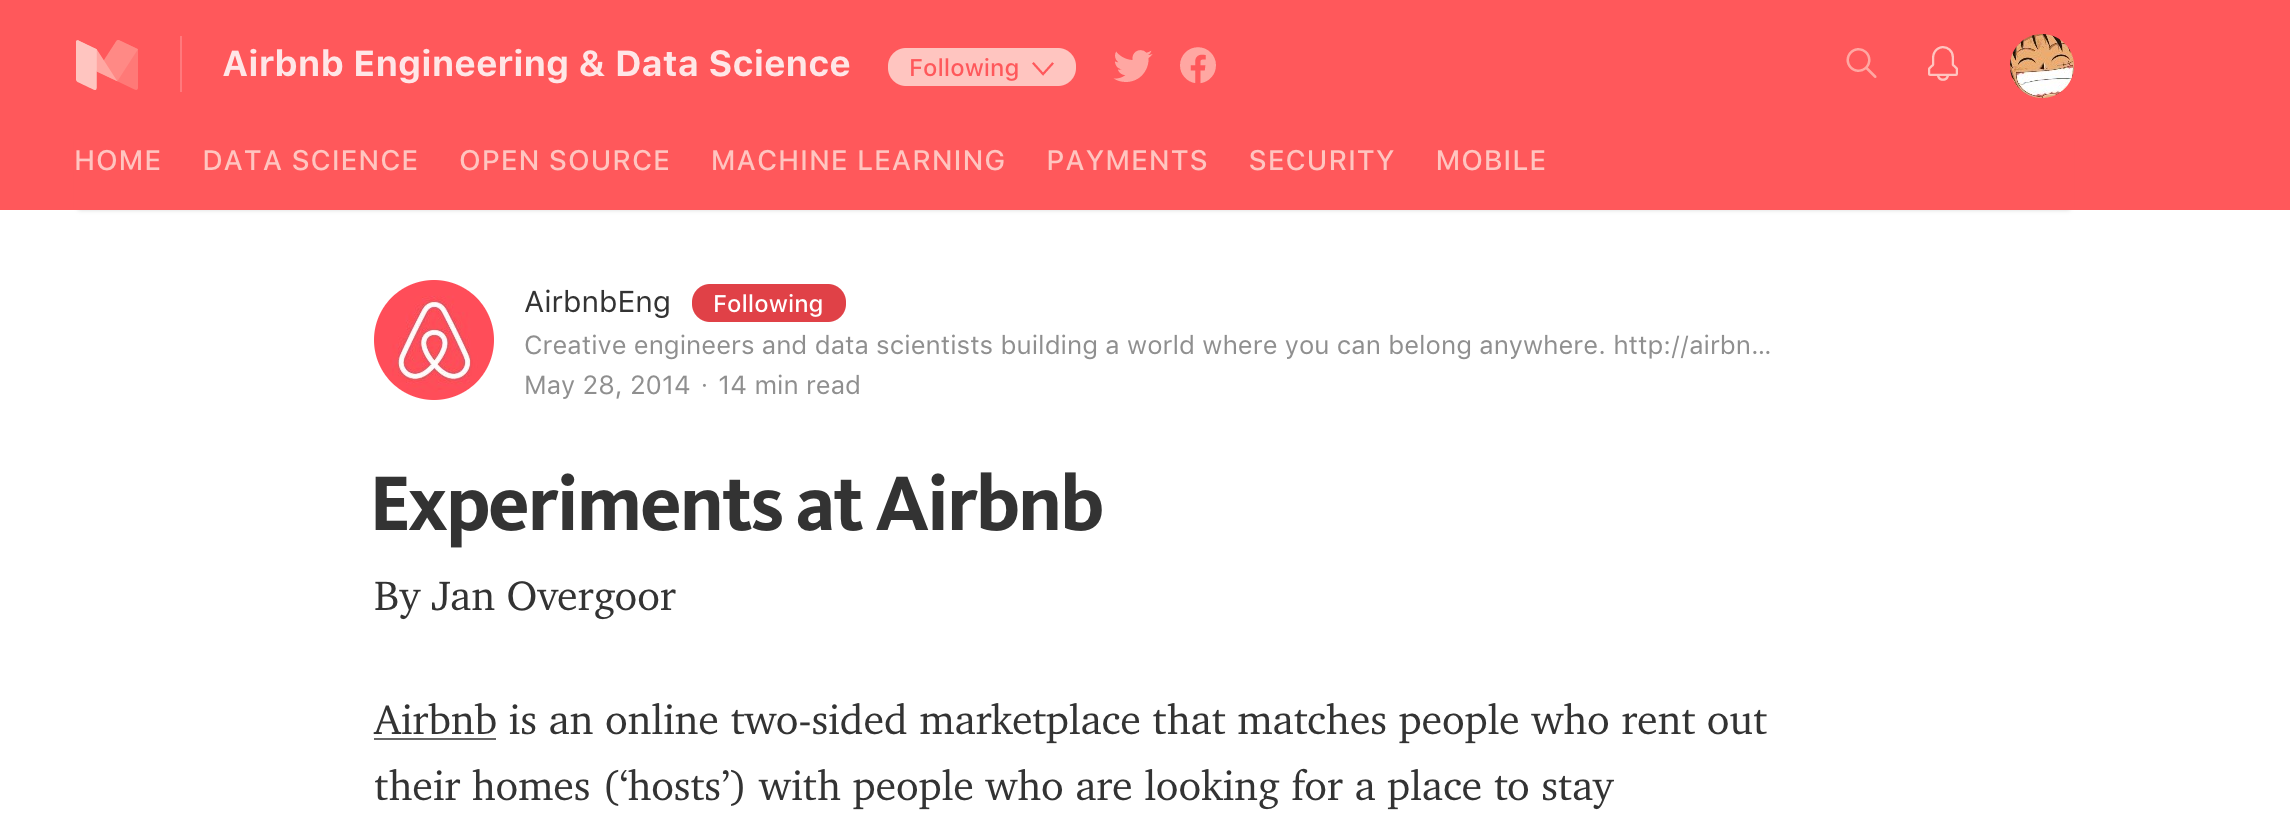 Airbnb Engineering & Data Science Following
HOME DATA SCIENCE OPEN SOURCE MACHINE LEARNING PAYMENTS SECURITY MOBILE
AirbnbEng Following
Creative engineers and data scientists building a world where you can belong anywhere. http://airbn...
May 28, 2014 · 14 min read
Experiments at Airbnb
By Jan Overgoor
Airbnb is an online two-sided marketplace that matches people who rent out
their homes (‘hosts’) with people who are looking for a place to stay